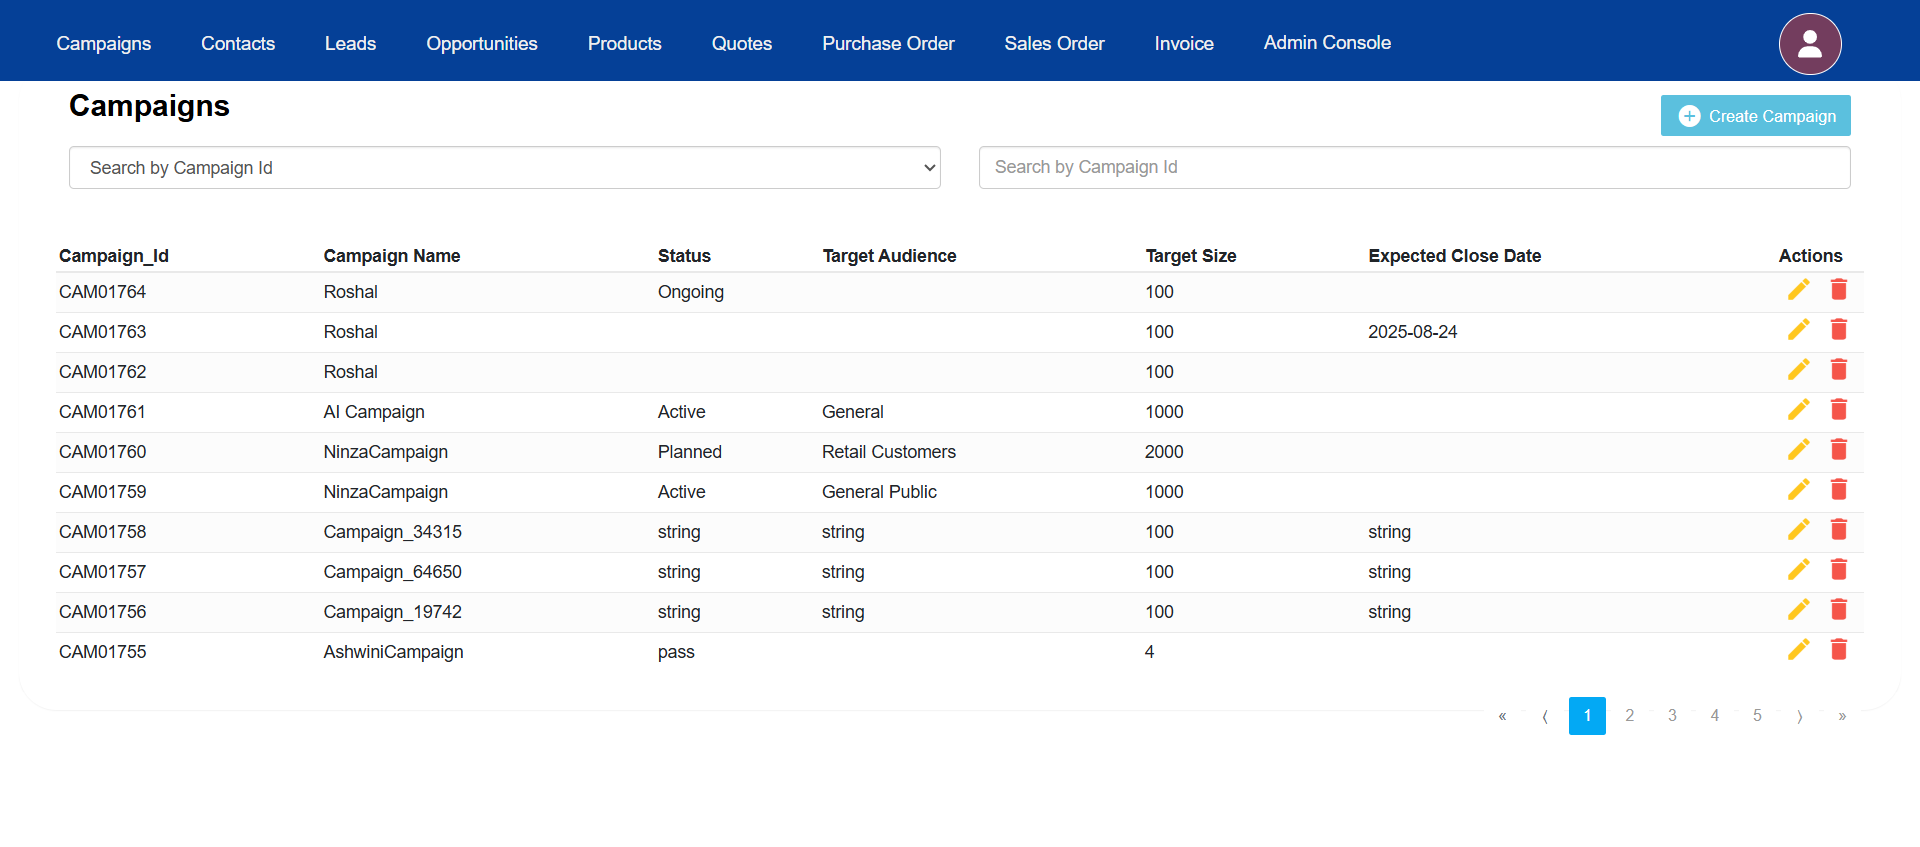 Campaigns Contacts Leads Opportunities Products Quotes Purchase Order Sales Order Invoice Admin Console
Campaigns
Create Campaign
Search by Campaign Id Search by Campaign Id
Campaign_Id Campaign Name Status Target Audience Target Size Expected Close Date Actions
CAM01764 Roshal Ongoing 100
CAM01763 Roshal 100 2025-08-24
CAM01762 Roshal 100
CAM01761 AI Campaign Active General 1000
CAM01760 NinzaCampaign Planned Retail Customers 2000
CAM01759 NinzaCampaign Active General Public 1000
CAM01758 Campaign_34315 string string 100 string
CAM01757 Campaign_64650 string string 100 string
CAM01756 Campaign_19742 string string 100 string
CAM01755 AshwiniCampaign pass 4
« ⟨ 1 2 3 4 5 ⟩ »